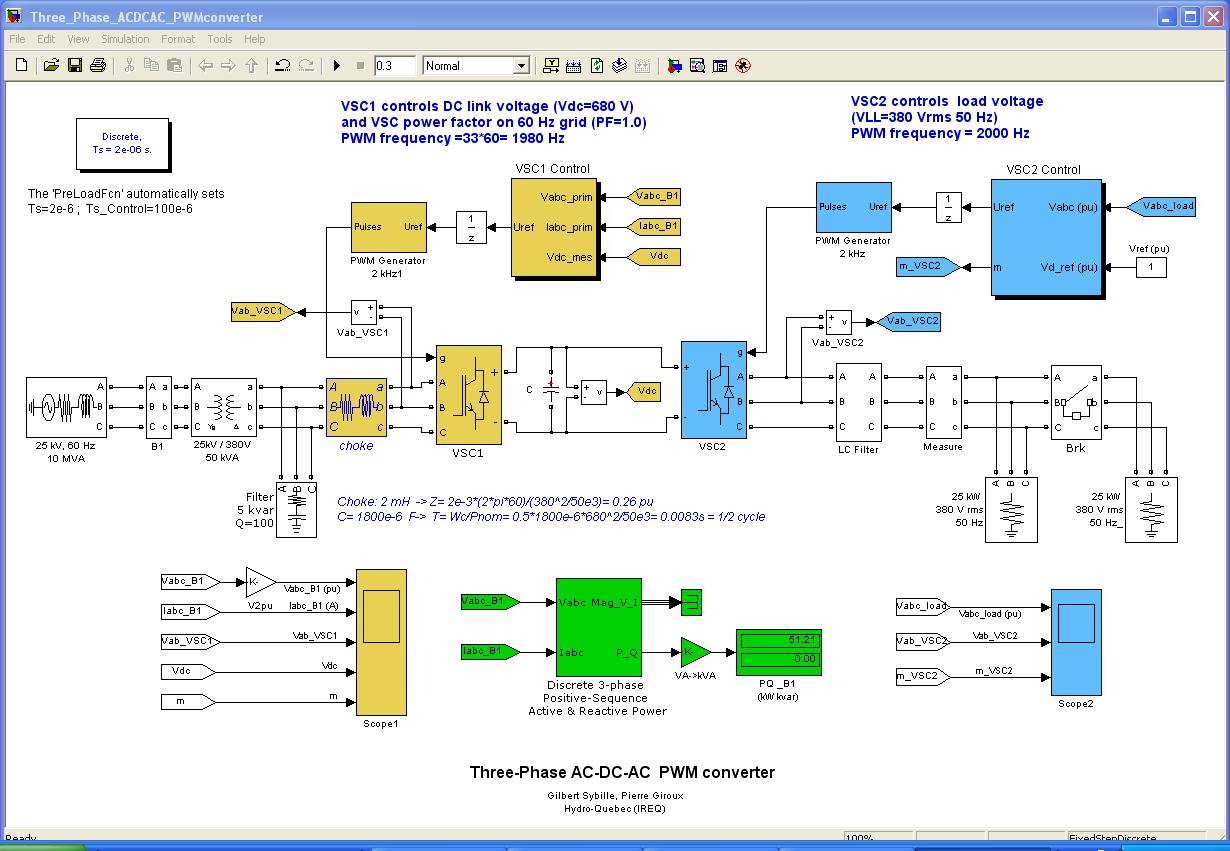 Three_Phase_ACDCAC_PWMconverter
File Edit View Simulation Format Tools Help
0.3 Normal
VSC1 controls DC link voltage (Vdc=680 V)
and VSC power factor on 60 Hz grid (PF=1.0)
PWM frequency =33*60= 1980 Hz
VSC2 controls load voltage
(VLL=380 Vrms 50 Hz)
PWM frequency = 2000 Hz
Discrete,
Ts = 2e-06 s.
The 'PreLoadFcn' automatically sets
Ts=2e-6 ; Ts_Control=100e-6
VSC1 Control
Vabc_prim
Iabc_prim
Vdc_mes
Uref
Vabc_B1
Iabc_B1
Vdc
1
z
Pulses Uref
PWM Generator
2 kHz1
VSC2 Control
Uref Vabc (pu)
m Vd_ref (pu)
Vabc_load
Vref (pu)
1
1
z
Pulses Uref
PWM Generator
2 kHz
m_VSC2
Vab_VSC1
+ - v
Vab_VSC1
+ - v
Vab_VSC2
Vab_VSC2
A B C
25 kV, 60 Hz
10 MVA
A a
B b
C c
B1
A a
B b
C c
Yg Δ
25kV / 380V
50 kVA
A a
B b
C c
choke
g
A +
B
C -
VSC1
C
+ - v
Vdc
g
+ A
B
- C
VSC2
A A
B B
C C
LC Filter
A a
B b
C c
Measure
A a
B b
C c
Brk
A B C
Filter
5 kvar
Q=100
Choke: 2 mH -> Z= 2e-3*(2*pi*60)/(380^2/50e3)= 0.26 pu
C= 1800e-6 F-> T= Wc/Pnom= 0.5*1800e-6*680^2/50e3= 0.0083s = 1/2 cycle
A B C
25 kW
380 V rms
50 Hz
A B C
25 kW
380 V rms
50 Hz_
Vabc_B1
K-
V2pu
Vabc_B1 (pu)
Iabc_B1
Iabc_B1 (A)
Vab_VSC1
Vab_VSC1
Vdc
Vdc
m
m
Scope1
Vabc_B1
Iabc_B1
Vabc Mag_V_I
Iabc P_Q
Discrete 3-phase
Positive-Sequence
Active & Reactive Power
K-
VA->kVA
51.21
-0.00
PQ _B1
(kW kvar)
Vabc_load
Vabc_load (pu)
Vab_VSC2
Vab_VSC2
m_VSC2
m_VSC2
Scope2
Three-Phase AC-DC-AC PWM converter
Gilbert Sybille, Pierre Giroux
Hydro-Quebec (IREQ)
Ready
100%
FixedStepDiscrete